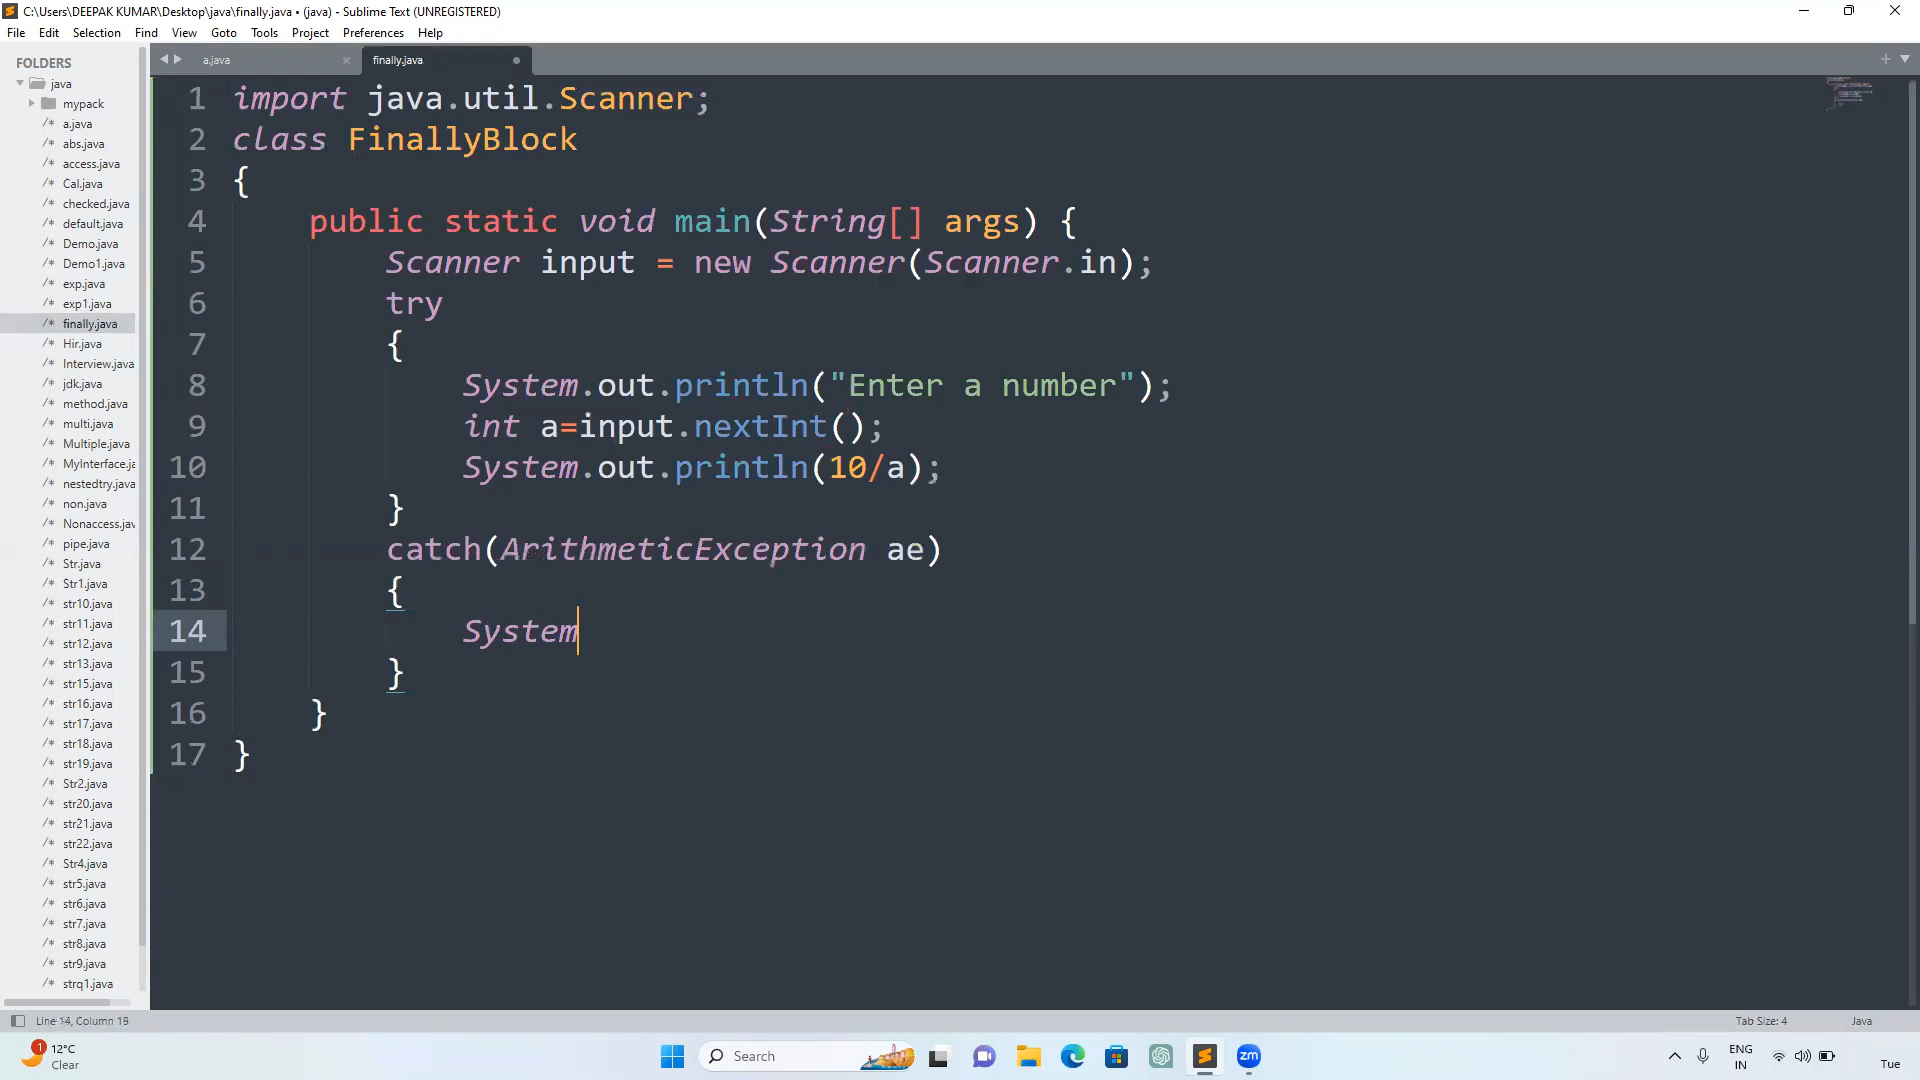 C:\Users\DEEPAK KUMAR\Desktop\java\finally.java • (java) - Sublime Text (UNREGISTERED)
File Edit Selection Find View Goto Tools Project Preferences Help
FOLDERS
java
mypack
a.java
abs.java
access.java
Cal.java
checked.java
default.java
Demo.java
Demo1.java
exp.java
exp1.java
finally.java
Hir.java
Interview.java
jdk.java
method.java
multi.java
Multiple.java
MyInterface.ja
nestedtry.java
non.java
Nonaccess.jav
pipe.java
Str.java
Str1.java
str10.java
str11.java
str12.java
str13.java
str15.java
str16.java
str17.java
str18.java
str19.java
Str2.java
str20.java
str21.java
str22.java
Str4.java
str5.java
str6.java
str7.java
str8.java
str9.java
strq1.java
a.java finally.java
1 import java.util.Scanner;
2 class FinallyBlock
3 {
4 public static void main(String[] args) {
5 Scanner input = new Scanner(Scanner.in);
6 try
7 {
8 System.out.println("Enter a number");
9 int a=input.nextInt();
10 System.out.println(10/a);
11 }
12 catch(ArithmeticException ae)
13 {
14 System
15 }
16 }
17 }
Line 14, Column 15 Tab Size: 4 Java
1
12°C
Clear
Search
zm
ENG
IN
Tue